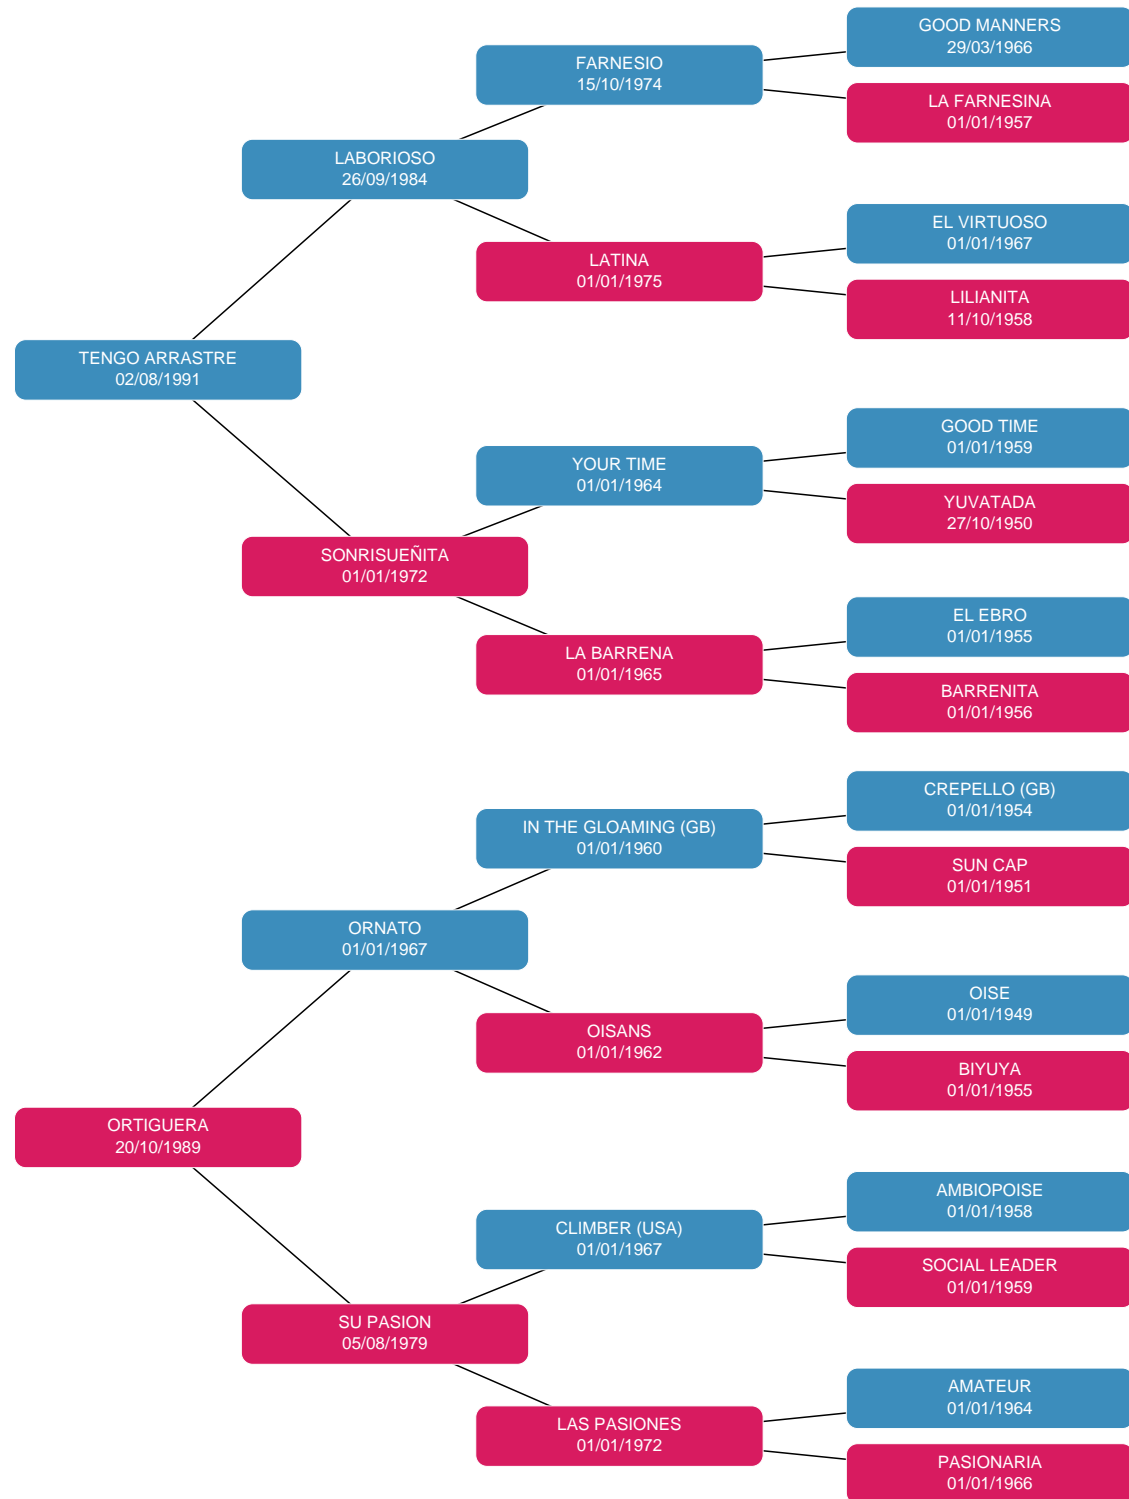 GOOD MANNERS
29/03/1966
FARNESIO
15/10/1974
LA FARNESINA
01/01/1957
LABORIOSO
26/09/1984
EL VIRTUOSO
01/01/1967
LATINA
01/01/1975
LILIANITA
11/10/1958
TENGO ARRASTRE
02/08/1991
GOOD TIME
01/01/1959
YOUR TIME
01/01/1964
YUVATADA
27/10/1950
SONRISUEÑITA
01/01/1972
EL EBRO
01/01/1955
LA BARRENA
01/01/1965
BARRENITA
01/01/1956
CREPELLO (GB)
01/01/1954
IN THE GLOAMING (GB)
01/01/1960
SUN CAP
01/01/1951
ORNATO
01/01/1967
OISE
01/01/1949
OISANS
01/01/1962
BIYUYA
01/01/1955
ORTIGUERA
20/10/1989
AMBIOPOISE
01/01/1958
CLIMBER (USA)
01/01/1967
SOCIAL LEADER
01/01/1959
SU PASION
05/08/1979
AMATEUR
01/01/1964
LAS PASIONES
01/01/1972
PASIONARIA
01/01/1966